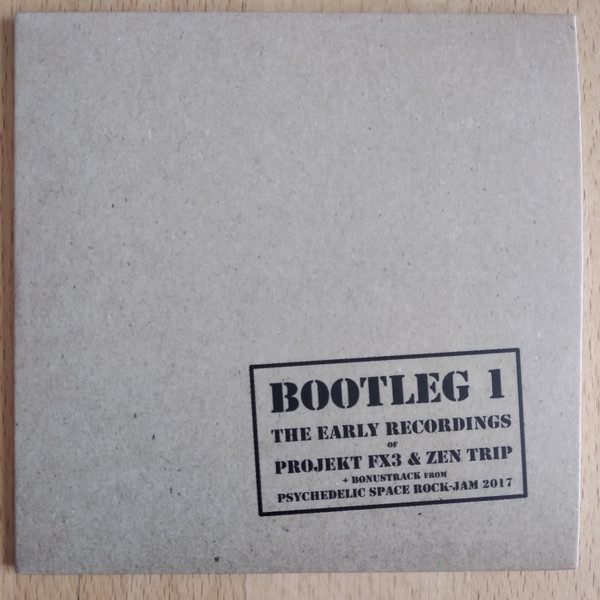 BOOTLEG 1
THE EARLY RECORDINGS
OF
PROJEKT FX3 & ZEN TRIP
+ BONUSTRACK FROM
PSYCHEDELIC SPACE ROCK-JAM 2017